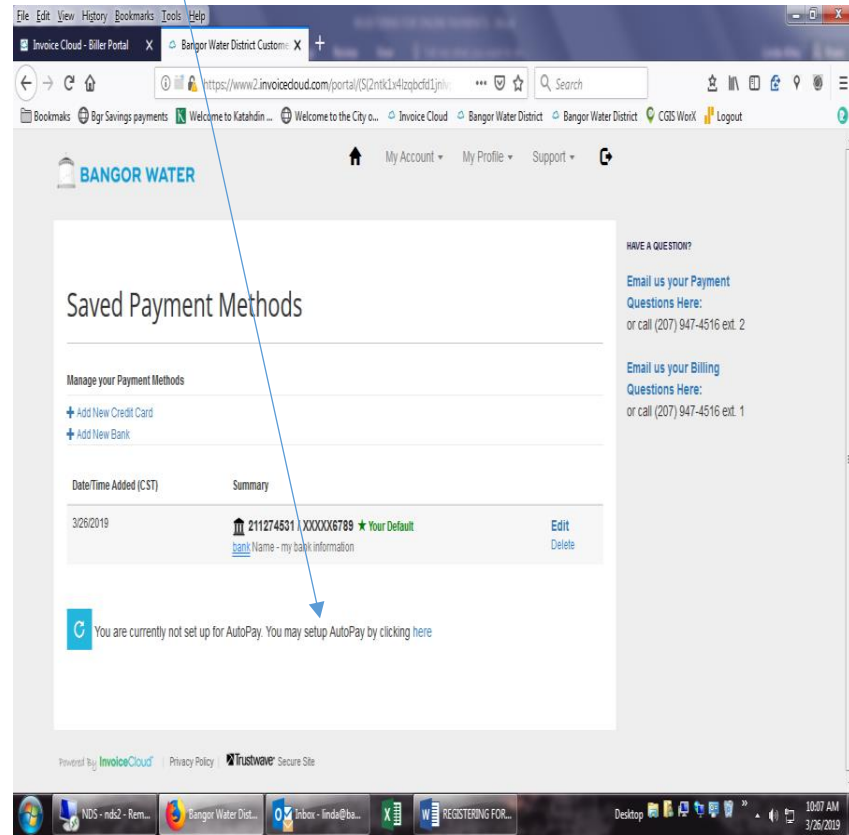 File Edit View History Bookmarks Tools Help
Invoice Cloud - Biller Portal X Bangor Water District Custome X +
https://www2.invoicecloud.com/portal/(S(2ntk1x4lzqbcfd1jnlv ••• Search
Bookmaks Bgr Savings payments Welcome to Katahdin ... Welcome to the City o... Invoice Cloud Bangor Water District Bangor Water District CGIS WorX Logout
BANGOR WATER
My Account My Profile Support
HAVE A QUESTION?
Email us your Payment
Questions Here:
or call (207) 947-4516 ext. 2
Email us your Billing
Questions Here:
or call (207) 947-4516 ext. 1
Saved Payment Methods
Manage your Payment Methods
+ Add New Credit Card
+ Add New Bank
Date/Time Added (CST) Summary
3/26/2019 211274531 / XXXXX6789 ★ Your Default Edit
bank Name - my bank information Delete
You are currently not set up for AutoPay. You may setup AutoPay by clicking here
Powered By InvoiceCloud | Privacy Policy | Trustwave Secure Site
NDS - nds2 - Rem... Bangor Water Dist... Inbox - linda@ba... REGISTERING FOR... Desktop » 10:07 AM
3/26/2019